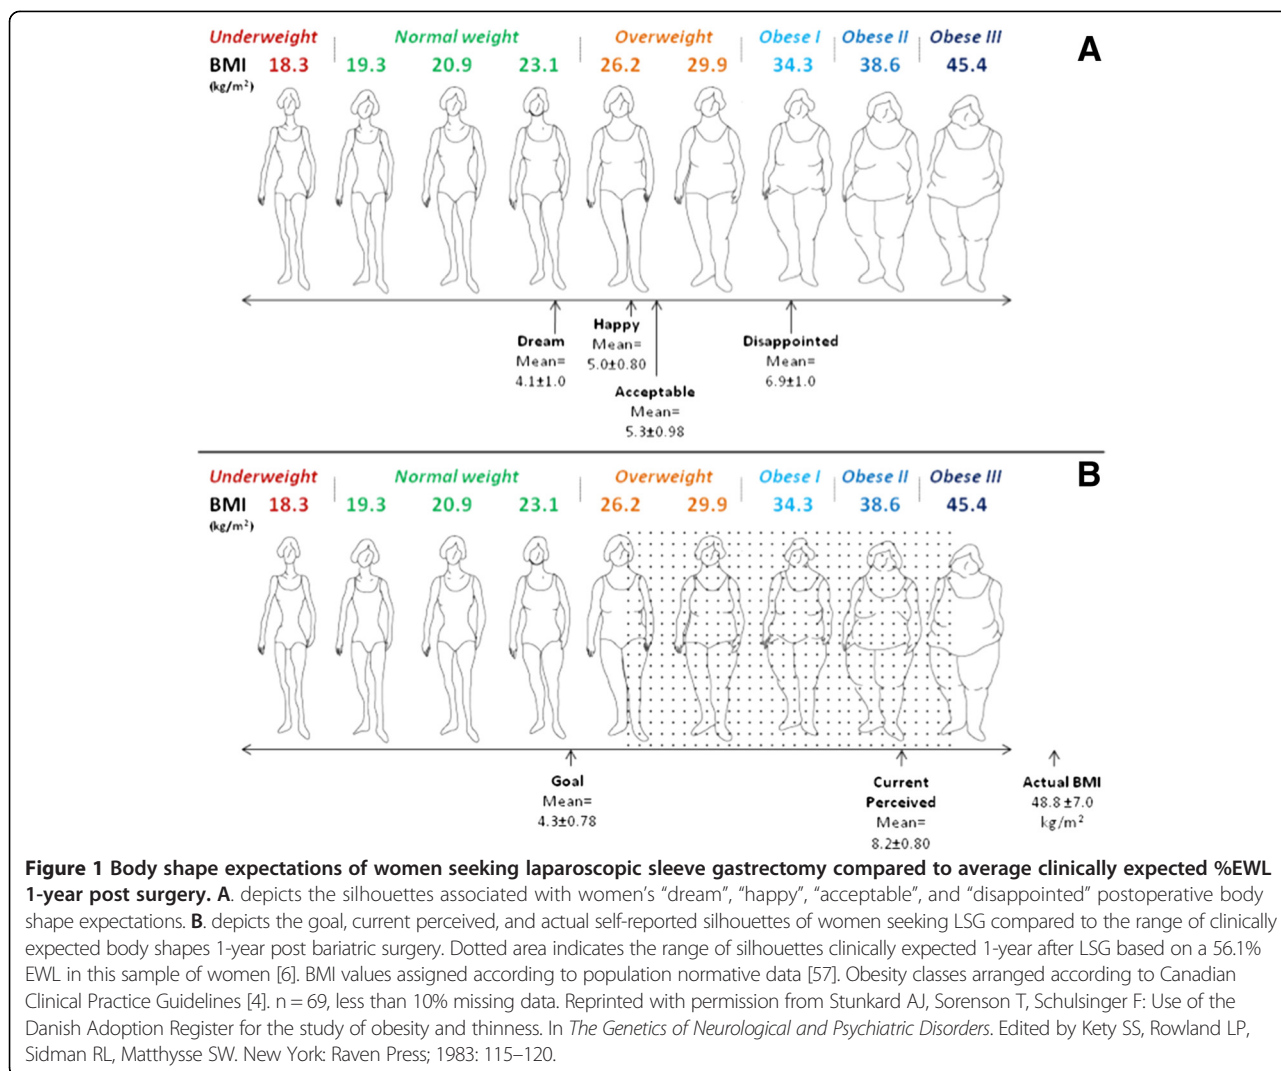 Underweight Normal weight Overweight Obese I Obese II Obese III
A
BMI 18.3 19.3 20.9 23.1 26.2 29.9 34.3 38.6 45.4
(kg/m²)
Dream
Mean=
4.1±1.0
Happy
Mean=
5.0±0.80
Acceptable
Mean=
5.3±0.98
Disappointed
Mean=
6.9±1.0
Underweight Normal weight Overweight Obese I Obese II Obese III
B
BMI 18.3 19.3 20.9 23.1 26.2 29.9 34.3 38.6 45.4
(kg/m²)
Goal
Mean=
4.3±0.78
Current
Perceived
Mean=
8.2±0.80
Actual BMI
48.8±7.0
kg/m²
Figure 1 Body shape expectations of women seeking laparoscopic sleeve gastrectomy compared to average clinically expected %EWL
1-year post surgery. A. depicts the silhouettes associated with women's “dream”, “happy”, “acceptable”, and “disappointed” postoperative body
shape expectations. B. depicts the goal, current perceived, and actual self-reported silhouettes of women seeking LSG compared to the range of clinically
expected body shapes 1-year post bariatric surgery. Dotted area indicates the range of silhouettes clinically expected 1-year after LSG based on a 56.1%
EWL in this sample of women [6]. BMI values assigned according to population normative data [57]. Obesity classes arranged according to Canadian
Clinical Practice Guidelines [4]. n = 69, less than 10% missing data. Reprinted with permission from Stunkard AJ, Sorenson T, Schulsinger F: Use of the
Danish Adoption Register for the study of obesity and thinness. In The Genetics of Neurological and Psychiatric Disorders. Edited by Kety SS, Rowland LP,
Sidman RL, Matthysse SW. New York: Raven Press; 1983: 115–120.